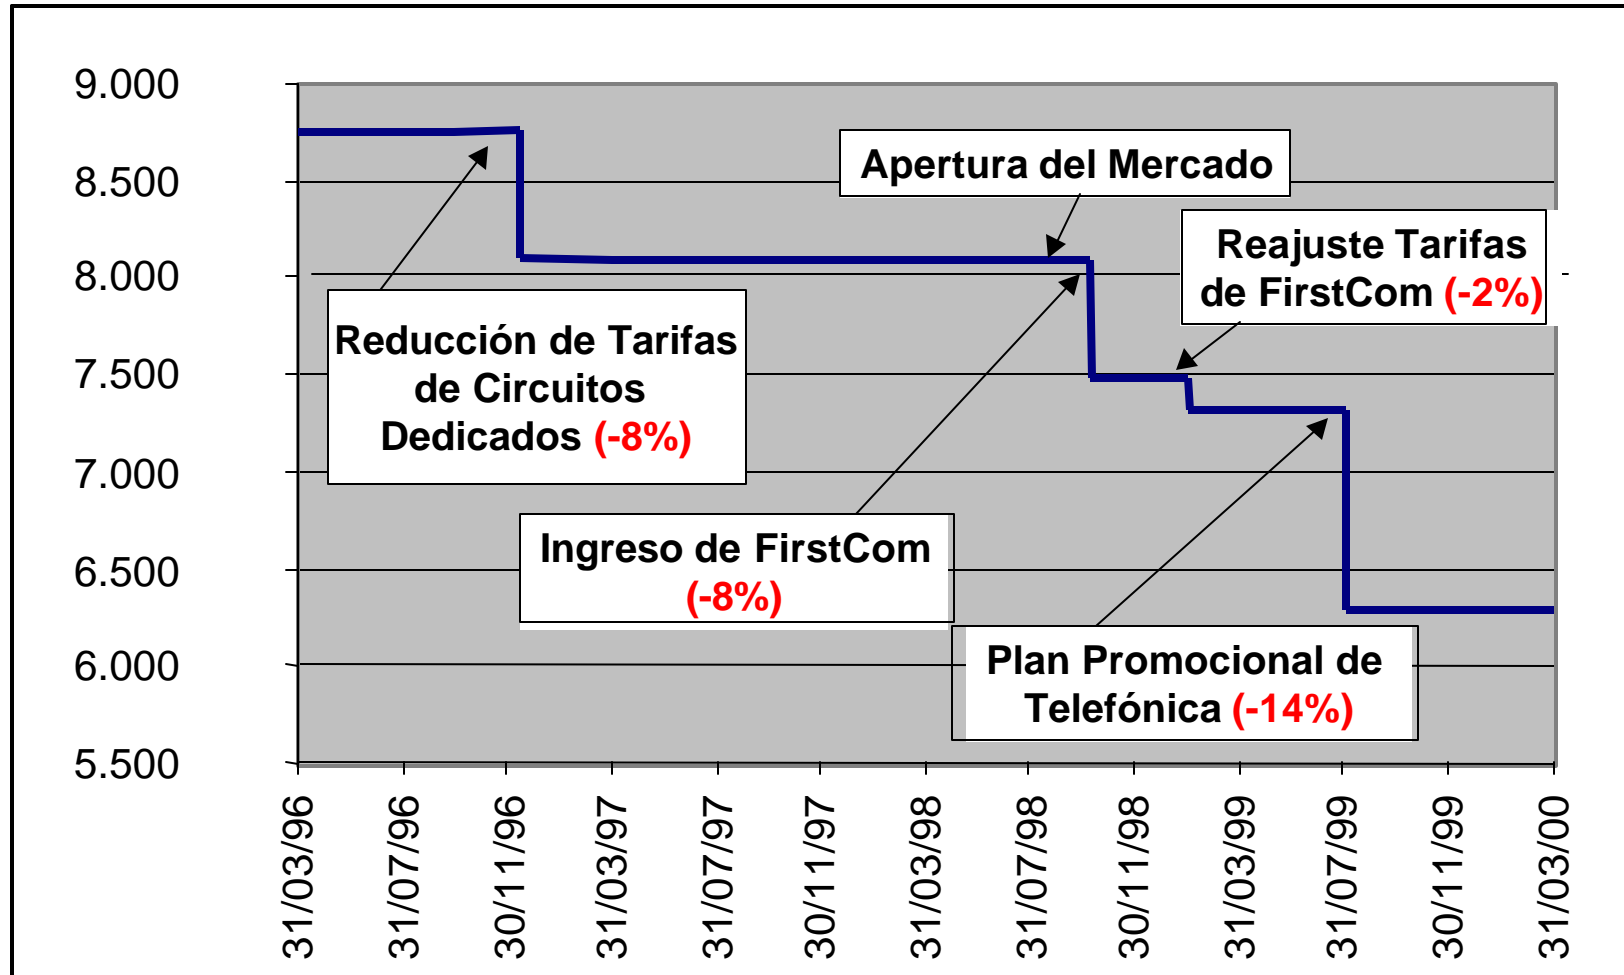 9.000
8.500
8.000
7.500
7.000
6.500
6.000
5.500
Apertura del Mercado
Reajuste Tarifas
de FirstCom (-2%)
Reducción de Tarifas
de Circuitos
Dedicados (-8%)
Ingreso de FirstCom
(-8%)
Plan Promocional de
Telefónica (-14%)
31/03/96
31/07/96
30/11/96
31/03/97
31/07/97
30/11/97
31/03/98
31/07/98
30/11/98
31/03/99
31/07/99
30/11/99
31/03/00